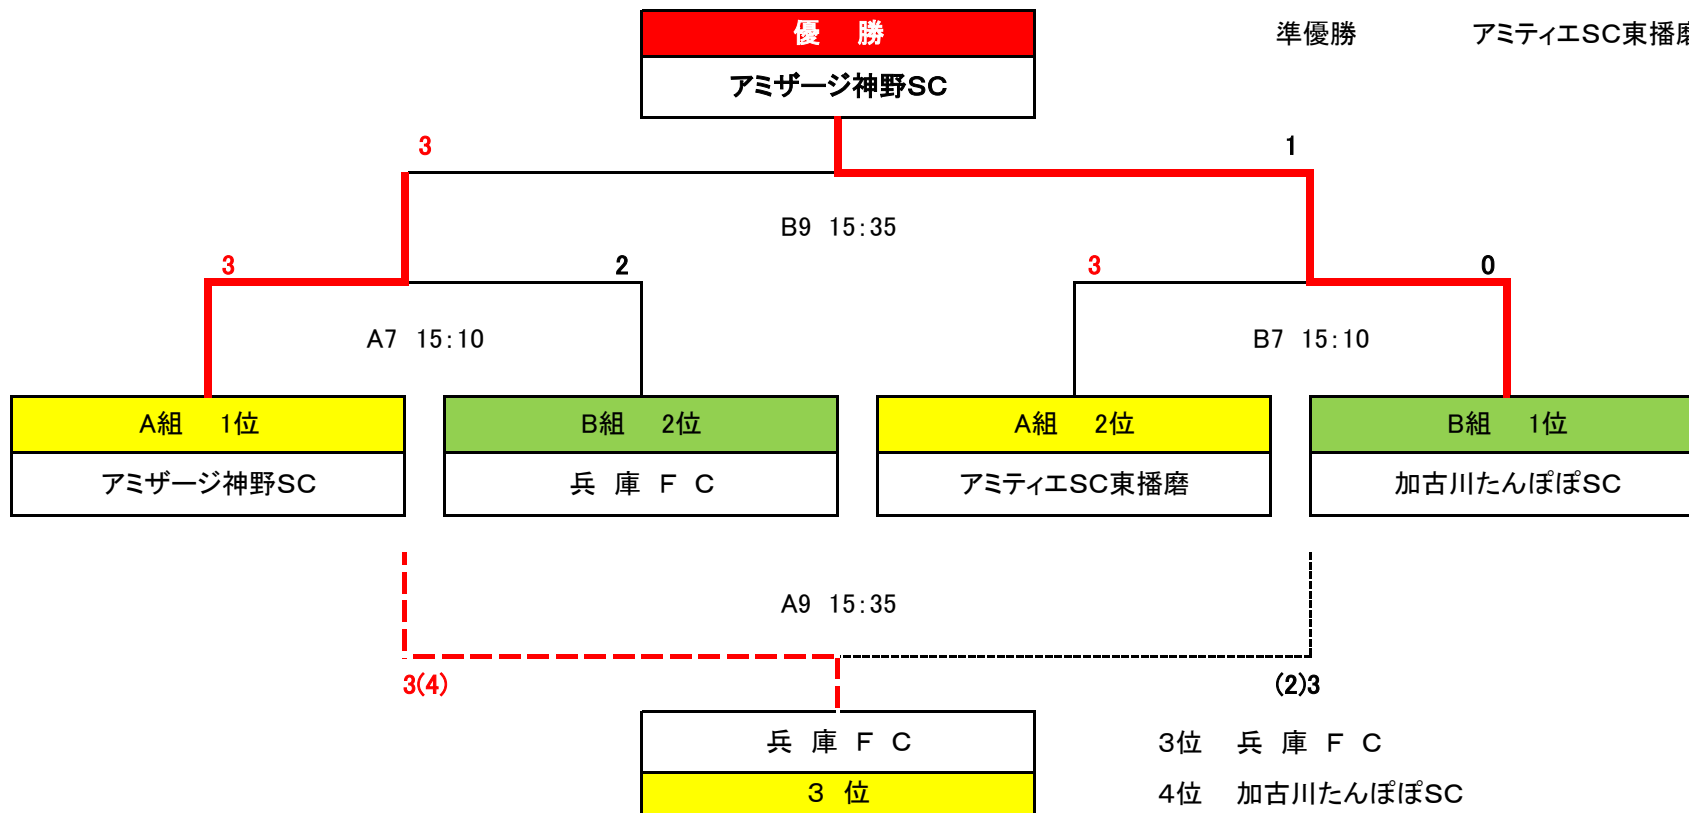 優　勝
準優勝　アミティエSC東播磨
アミザージ神野SC
3　1
B9 15:35
3　2　3　0
A7 15:10　B7 15:10
A組　1位　B組　2位　A組　2位　B組　1位
アミザージ神野SC　兵 庫 F C　アミティエSC東播磨　加古川たんぽぽSC
A9 15:35
3(4)　(2)3
兵 庫 F C　3位　兵 庫 F C
3 位　4位　加古川たんぽぽSC